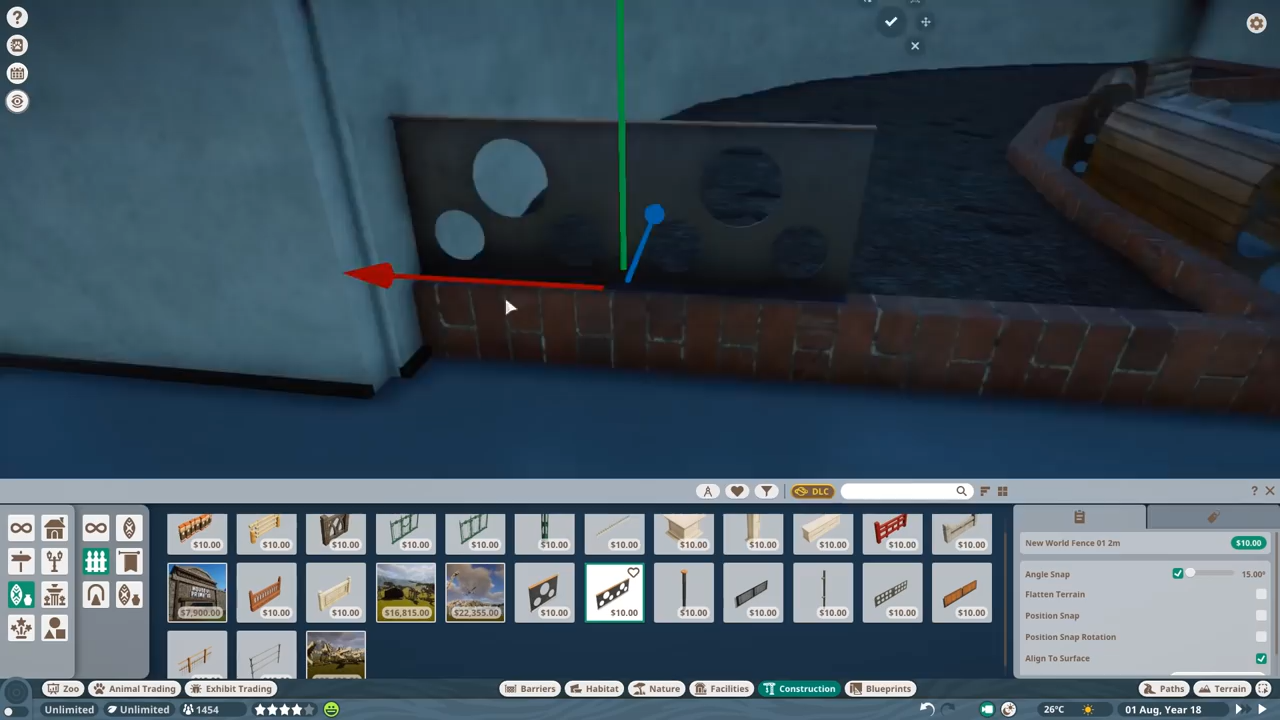 DLC
$10.00 $10.00 $10.00 $10.00 $10.00 $10.00 $10.00 $10.00 $10.00 $10.00 $10.00 $10.00
$7,900.00 $10.00 $10.00 $16,815.00 $22,355.00 $10.00 $10.00 $10.00 $10.00 $10.00 $10.00 $10.00
New World Fence 01 2m $10.00
Angle Snap 15.00°
Flatten Terrain
Position Snap
Position Snap Rotation
Align To Surface
Zoo Animal Trading Exhibit Trading Barriers Habitat Nature Facilities Construction Blueprints Paths Terrain
Unlimited Unlimited 1454 26°C 01 Aug, Year 18